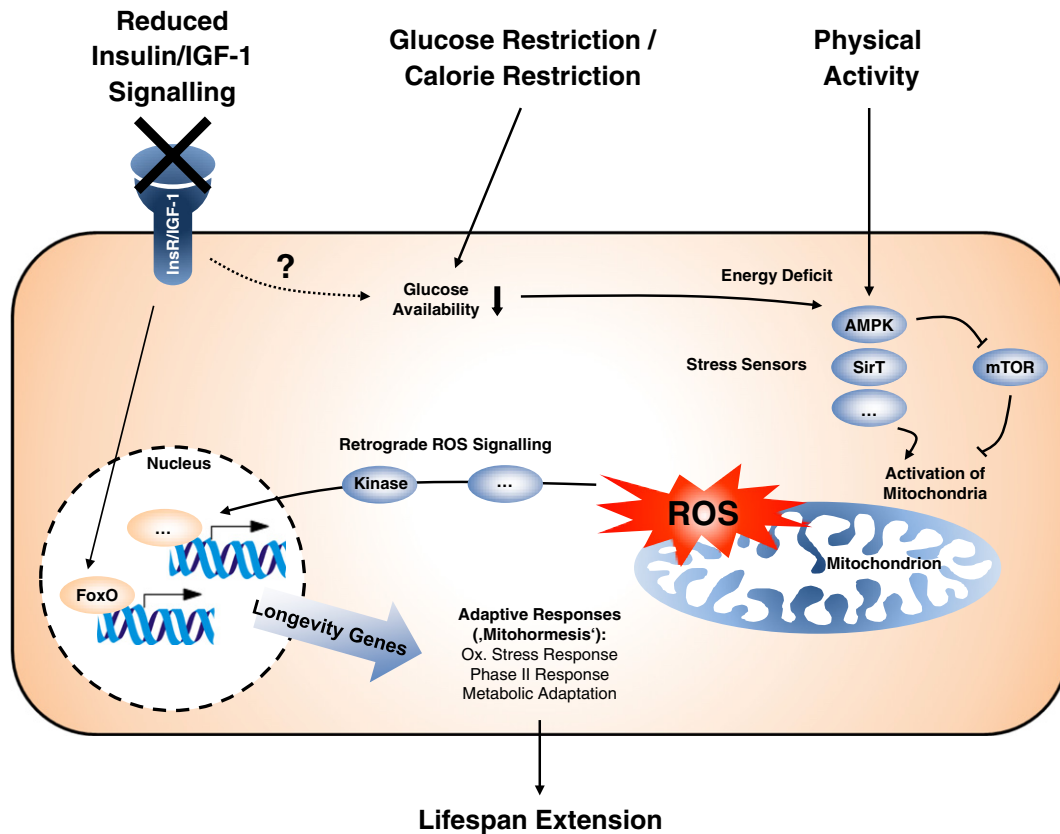 Reduced
Insulin/IGF-1
Signalling
Glucose Restriction /
Calorie Restriction
Physical
Activity
InsR/IGF-1
?
Glucose
Availability
Energy Deficit
AMPK
Stress Sensors
SirT
mTOR
...
Activation of
Mitochondria
Retrograde ROS Signalling
Nucleus
Kinase
...
ROS
...
Mitochondrion
FoxO
Longevity Genes
Adaptive Responses
(‚Mitohormesis‘):
Ox. Stress Response
Phase II Response
Metabolic Adaptation
Lifespan Extension